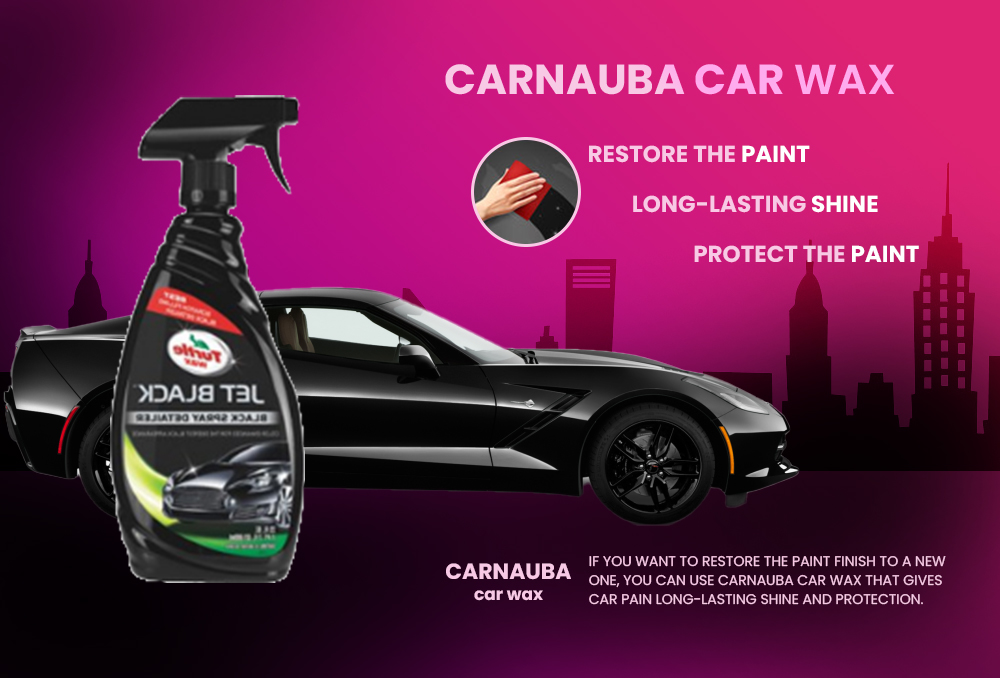 CARNAUBA CAR WAX
RESTORE THE PAINT
LONG-LASTING SHINE
PROTECT THE PAINT
BEST
Turtle
WAX
JET BLACK
BLACK SPRAY DETAILER
CARNAUBA
car wax
IF YOU WANT TO RESTORE THE PAINT FINISH TO A NEW
ONE, YOU CAN USE CARNAUBA CAR WAX THAT GIVES
CAR PAIN LONG-LASTING SHINE AND PROTECTION.